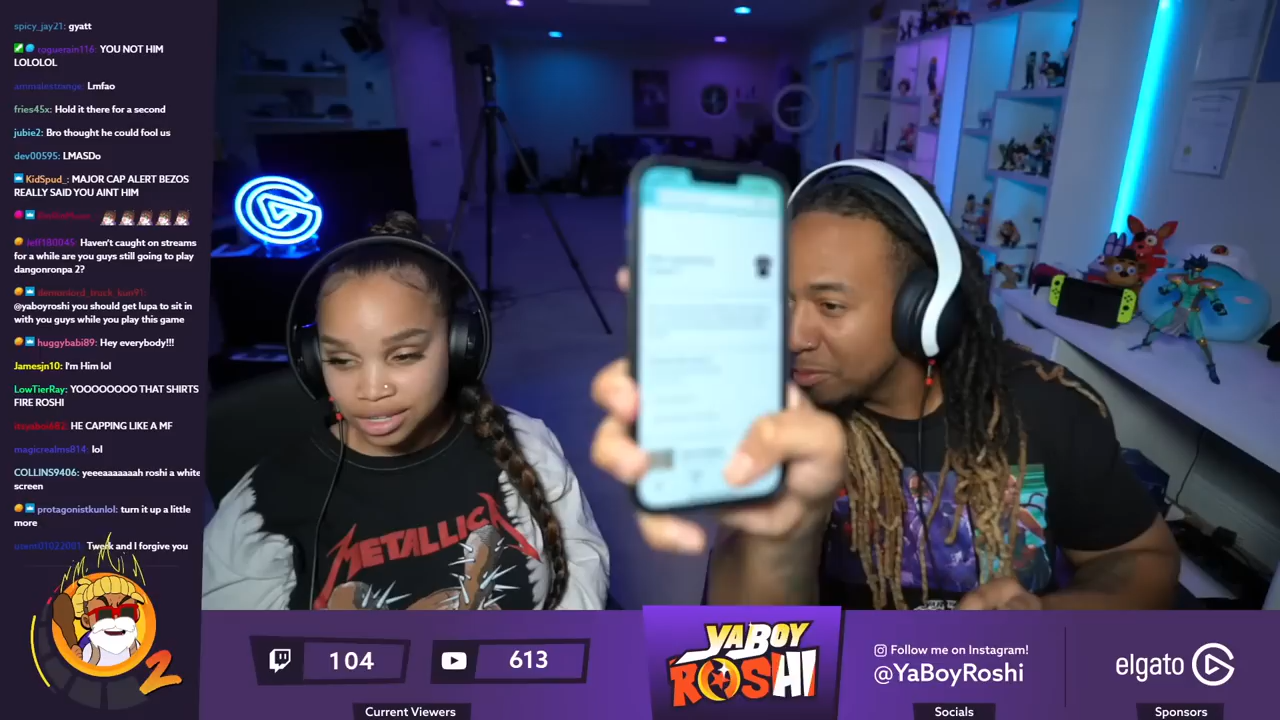 spicy_jay21: gyatt
roguerain116: YOU NOT HIM
LOLOLOL
Lmfao
fries45x: Hold it there for a second
jubie2: Bro thought he could fool us
dev00595: LMASDo
KidSpud_: MAJOR CAP ALERT BEZOS
REALLY SAID YOU AINT HIM
jeff180045: Haven't caught on streams
for a while are you guys still going to play
dangonronpa 2?
@yaboyroshi you should get lupa to sit in
with you guys while you play this game
huggybabi89: Hey everybody!!!
Jamesjn10: I'm Him lol
LowTierRay: YOOOOOOOO THAT SHIRTS
FIRE ROSHI
HE CAPPING LIKE A MF
magicrealms814: lol
COLLINS9406: yeeeaaaaaah roshi a white
screen
protagonistkunlol: turn it up a little
more
Twerk and I forgive you
2
METALLICA
104
613
Current Viewers
YABOY
ROSHI
Follow me on Instagram!
@YaBoyRoshi
Socials
elgato
Sponsors